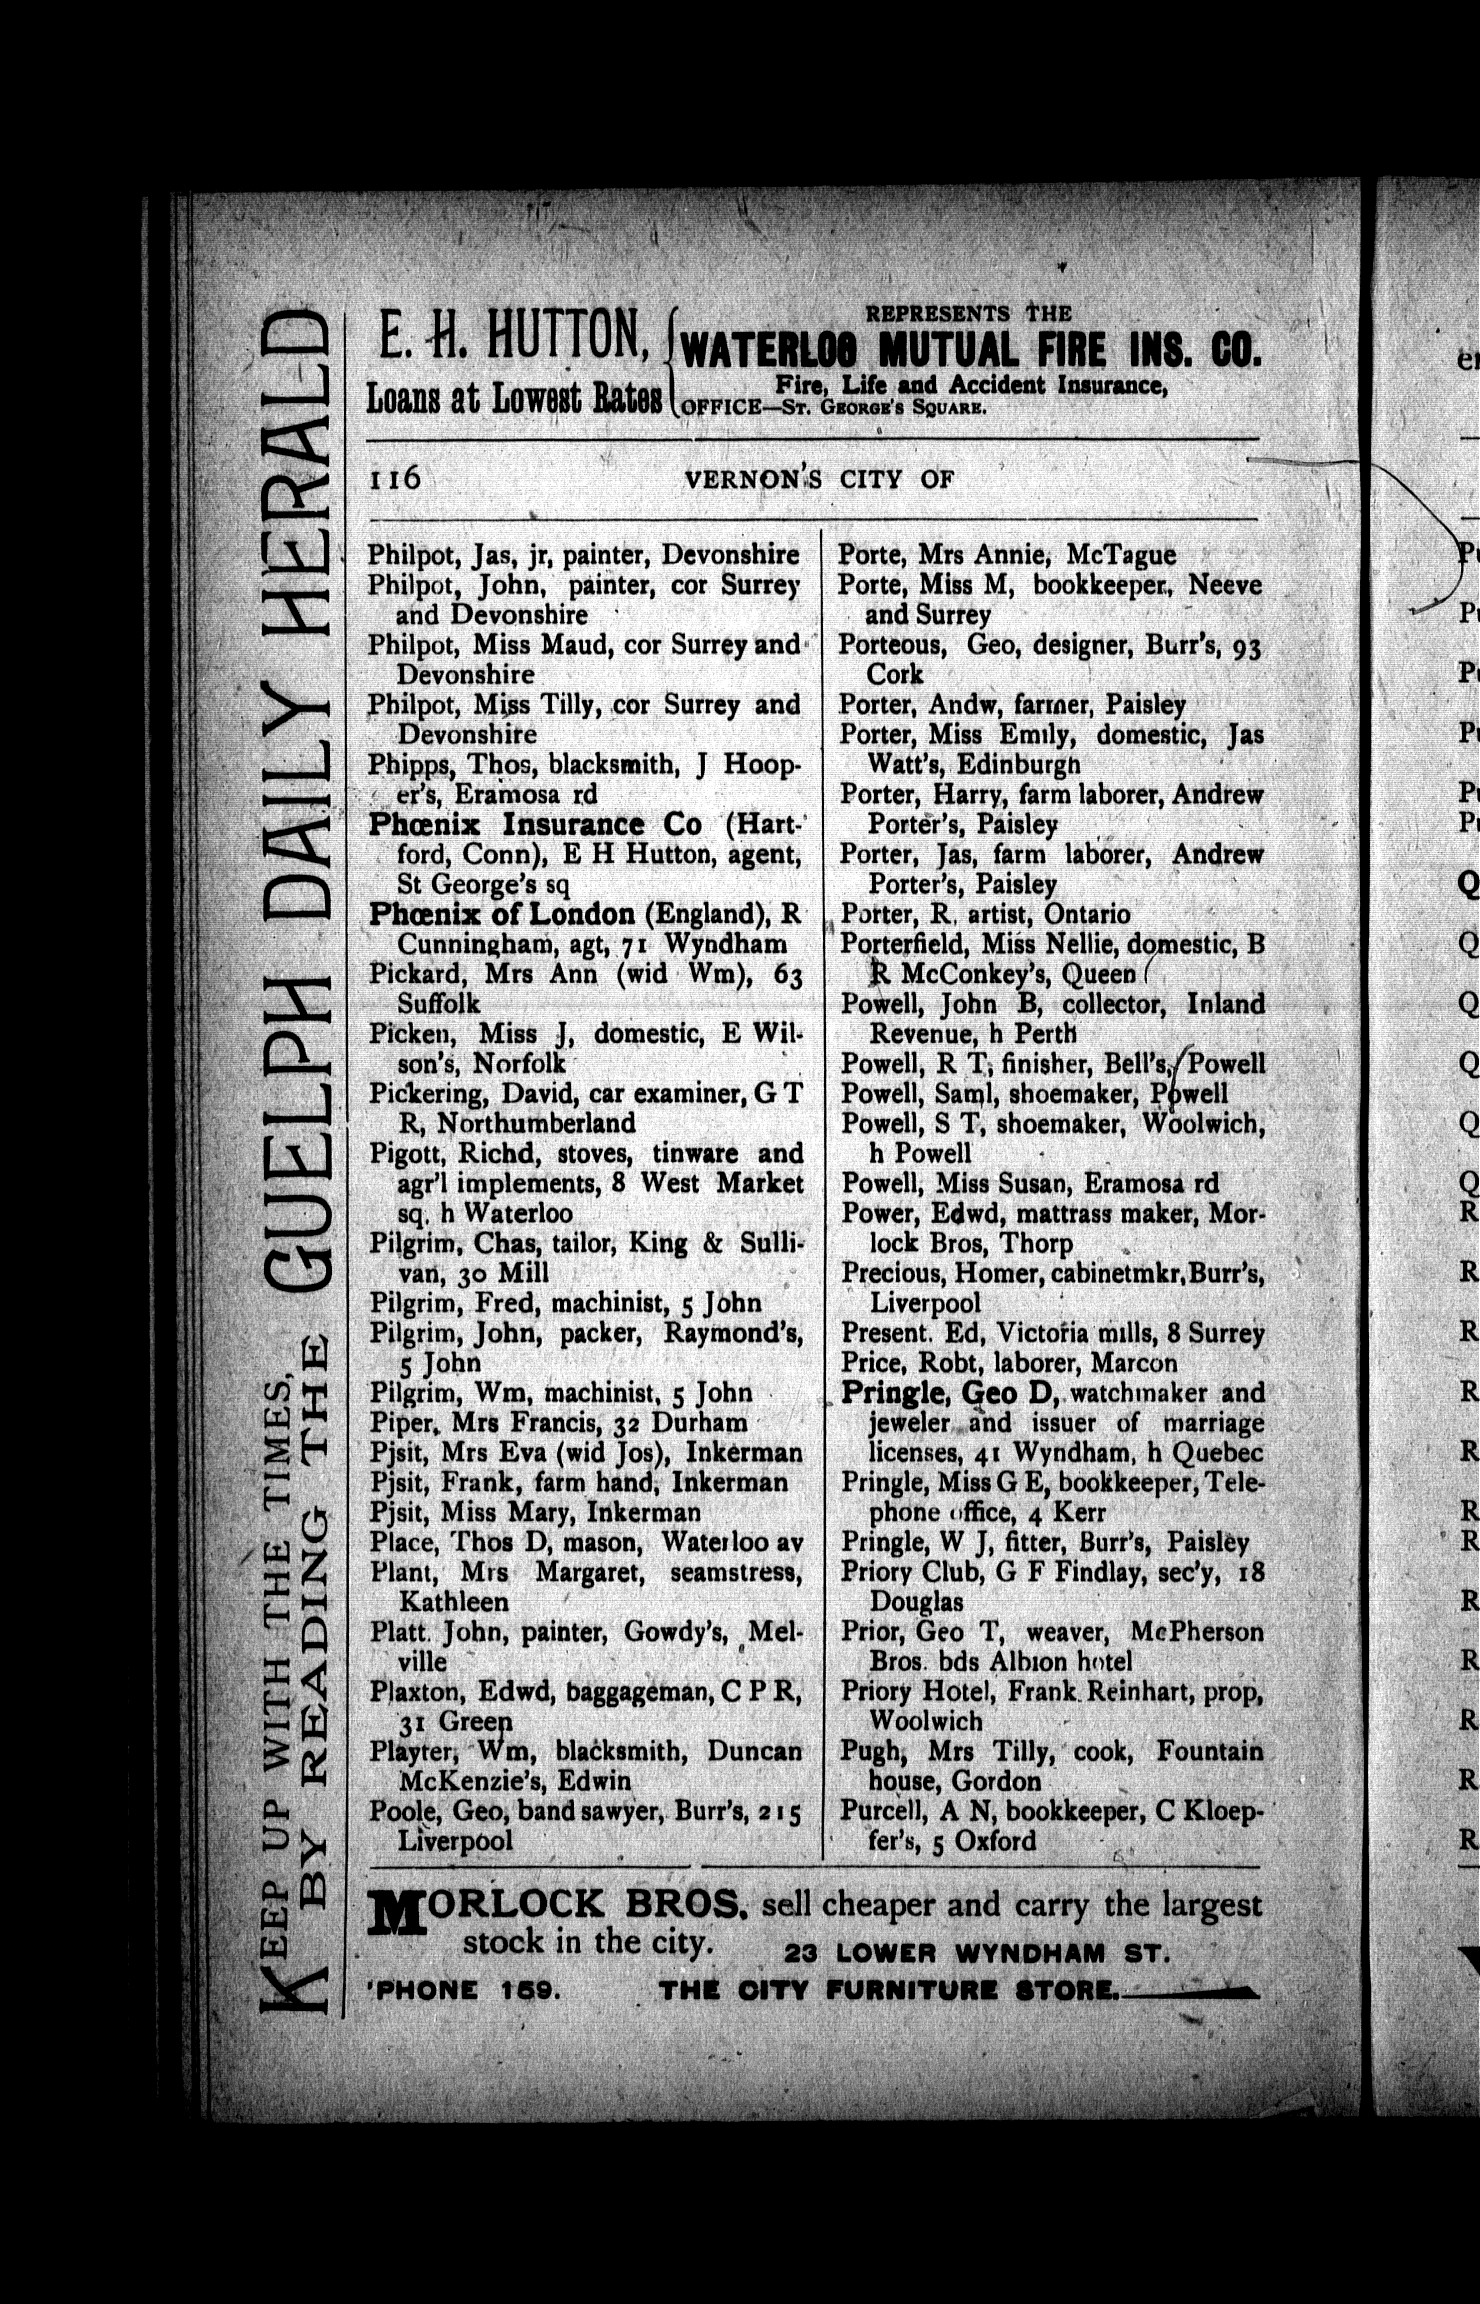 E. H. HUTTON,
Loans at Lowest Rates
REPRESENTS THE
WATERLOO MUTUAL FIRE INS. CO.
Fire, Life and Accident Insurance,
OFFICE—ST. GEORGE'S SQUARE.
116
VERNON'S CITY OF
Philpot, Jas, jr, painter, Devonshire
Philpot, John, painter, cor Surrey
and Devonshire
Philpot, Miss Maud, cor Surrey and
Devonshire
Philpot, Miss Tilly, cor Surrey and
Devonshire
Phipps, Thos, blacksmith, J Hoop-
er's, Eramosa rd
Phœnix Insurance Co (Hart-
ford, Conn), E H Hutton, agent,
St George's sq
Phœnix of London (England), R
Cunningham, agt, 71 Wyndham
Pickard, Mrs Ann (wid Wm), 63
Suffolk
Picken, Miss J, domestic, E Wil-
son's, Norfolk
Pickering, David, car examiner, G T
R, Northumberland
Pigott, Richd, stoves, tinware and
agr'l implements, 8 West Market
sq. h Waterloo
Pilgrim, Chas, tailor, King & Sulli-
van, 30 Mill
Pilgrim, Fred, machinist, 5 John
Pilgrim, John, packer, Raymond's,
5 John
Pilgrim, Wm, machinist, 5 John
Piper, Mrs Francis, 32 Durham
Pjsit, Mrs Eva (wid Jos), Inkerman
Pjsit, Frank, farm hand, Inkerman
Pjsit, Miss Mary, Inkerman
Place, Thos D, mason, Waterloo av
Plant, Mrs Margaret, seamstress,
Kathleen
Platt. John, painter, Gowdy's, Mel-
ville
Plaxton, Edwd, baggageman, C P R,
31 Green
Playter, Wm, blacksmith, Duncan
McKenzie's, Edwin
Poole, Geo, band sawyer, Burr's, 215
Liverpool
Porte, Mrs Annie, McTague
Porte, Miss M, bookkeeper, Neeve
and Surrey
Porteous, Geo, designer, Burr's, 93
Cork
Porter, Andw, farmer, Paisley
Porter, Miss Emily, domestic, Jas
Watt's, Edinburgh
Porter, Harry, farm laborer, Andrew
Porter's, Paisley
Porter, Jas, farm laborer, Andrew
Porter's, Paisley
Porter, R. artist, Ontario
Porterfield, Miss Nellie, domestic, B
R McConkey's, Queen
Powell, John B, collector, Inland
Revenue, h Perth
Powell, R T, finisher, Bell's, Powell
Powell, Saml, shoemaker, Powell
Powell, S T, shoemaker, Woolwich,
h Powell
Powell, Miss Susan, Eramosa rd
Power, Edwd, mattrass maker, Mor-
lock Bros, Thorp
Precious, Homer, cabinetmkr, Burr's,
Liverpool
Present. Ed, Victoria mills, 8 Surrey
Price, Robt, laborer, Marcon
Pringle, Geo D, watchmaker and
jeweler and issuer of marriage
licenses, 41 Wyndham, h Quebec
Pringle, Miss G E, bookkeeper, Tele-
phone office, 4 Kerr
Pringle, W J, fitter, Burr's, Paisley
Priory Club, G F Findlay, sec'y, 18
Douglas
Prior, Geo T, weaver, McPherson
Bros. bds Albion hotel
Priory Hotel, Frank Reinhart, prop,
Woolwich
Pugh, Mrs Tilly, cook, Fountain
house, Gordon
Purcell, A N, bookkeeper, C Kloep-
fer's, 5 Oxford
MORLOCK BROS. sell cheaper and carry the largest
stock in the city. 23 LOWER WYNDHAM ST.
'PHONE 159. THE CITY FURNITURE STORE.
KEEP UP WITH THE TIMES,
BY READING THE GUELPH DAILY HERALD